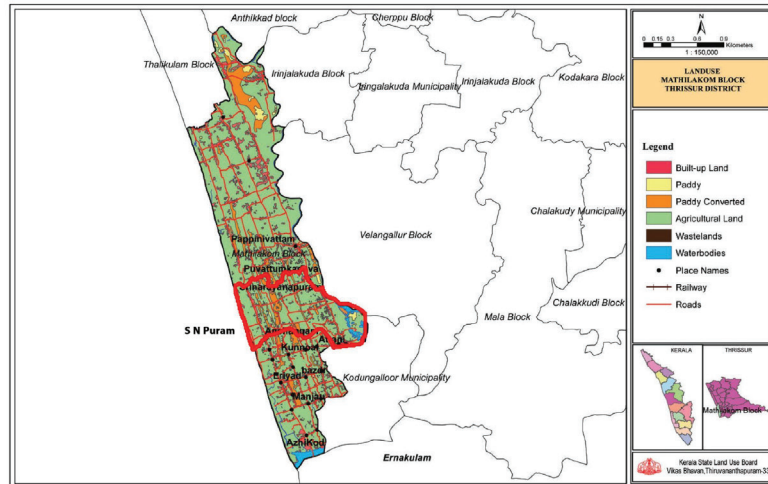 Anthikkad block
Cherppu Block
Thalikulam Block
Irinjalakuda Block
Iringalakuda Municipality
Irinjalakuda Block
Kodakara Block
Chalakudy Municipality
Pappinivattam
Velangallur Block
Mathilakom Block
Chalakkudi Block
Mala Block
S N Puram
Kunnoor
Kodungalloor Municipality
Eriyad
bazar
Manjali
AzhiKod
Ernakulam
N
0 0.15 0.3 0.6 0.9
Kilometers
1 : 150,000
LANDUSE
MATHILAKOM BLOCK
THRISSUR DISTRICT
Legend
Built-up Land
Paddy
Paddy Converted
Agricultural Land
Wastelands
Waterbodies
Place Names
Railway
Roads
KERALA
THRISSUR
Mathilakom Block
Kerala State Land Use Board
Vikas Bhavan,Thiruvananthapuram-33